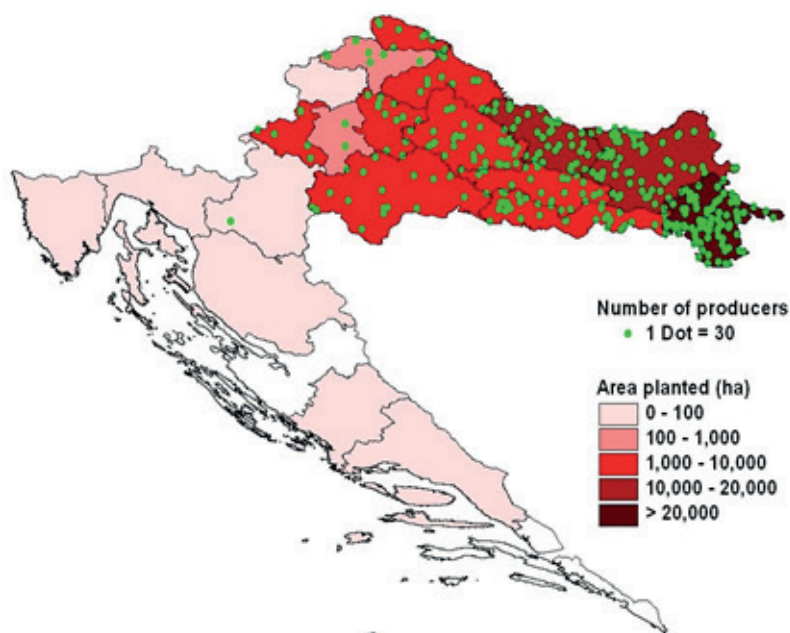 Number of producers
1 Dot = 30
Area planted (ha)
0 - 100
100 - 1,000
1,000 - 10,000
10,000 - 20,000
> 20,000